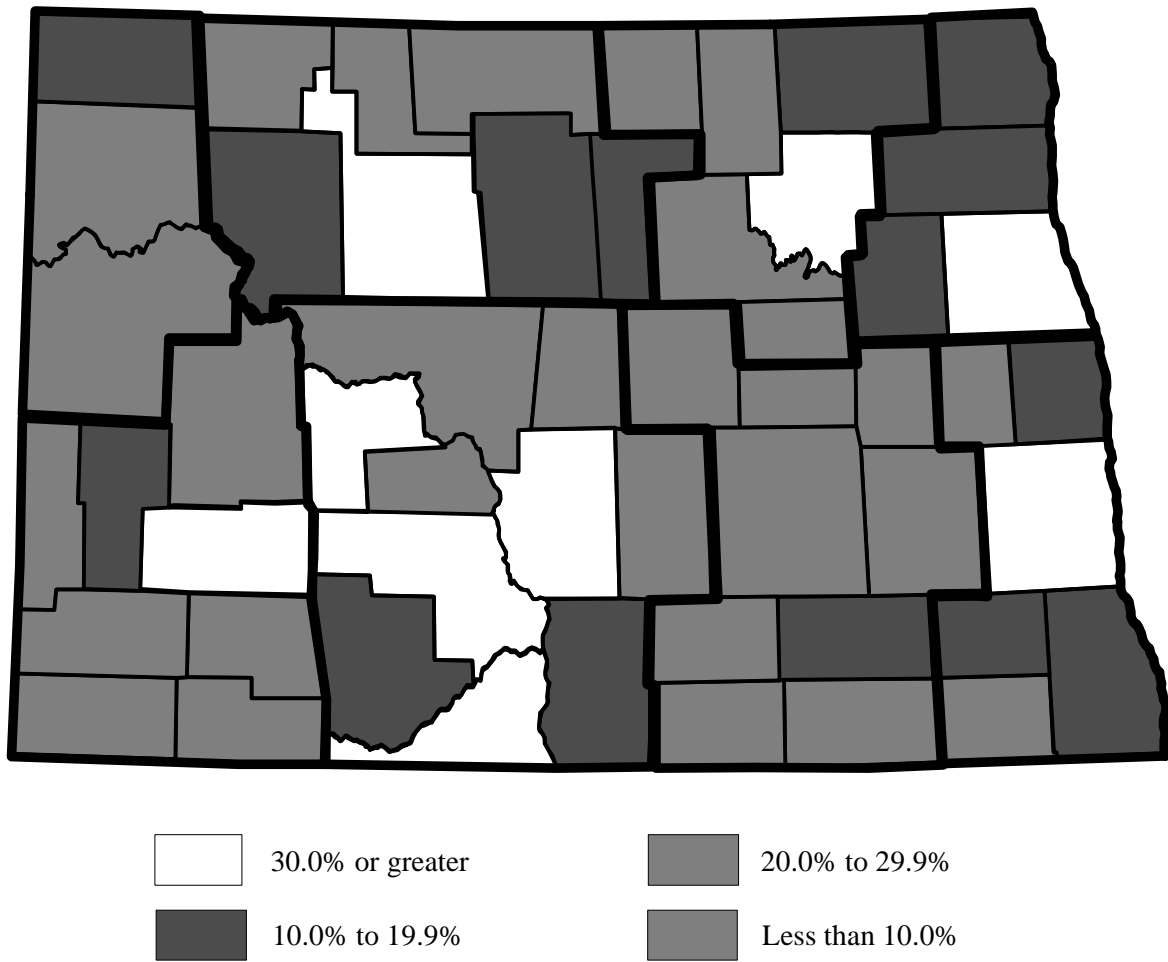 30.0% or greater
20.0% to 29.9%
10.0% to 19.9%
Less than 10.0%